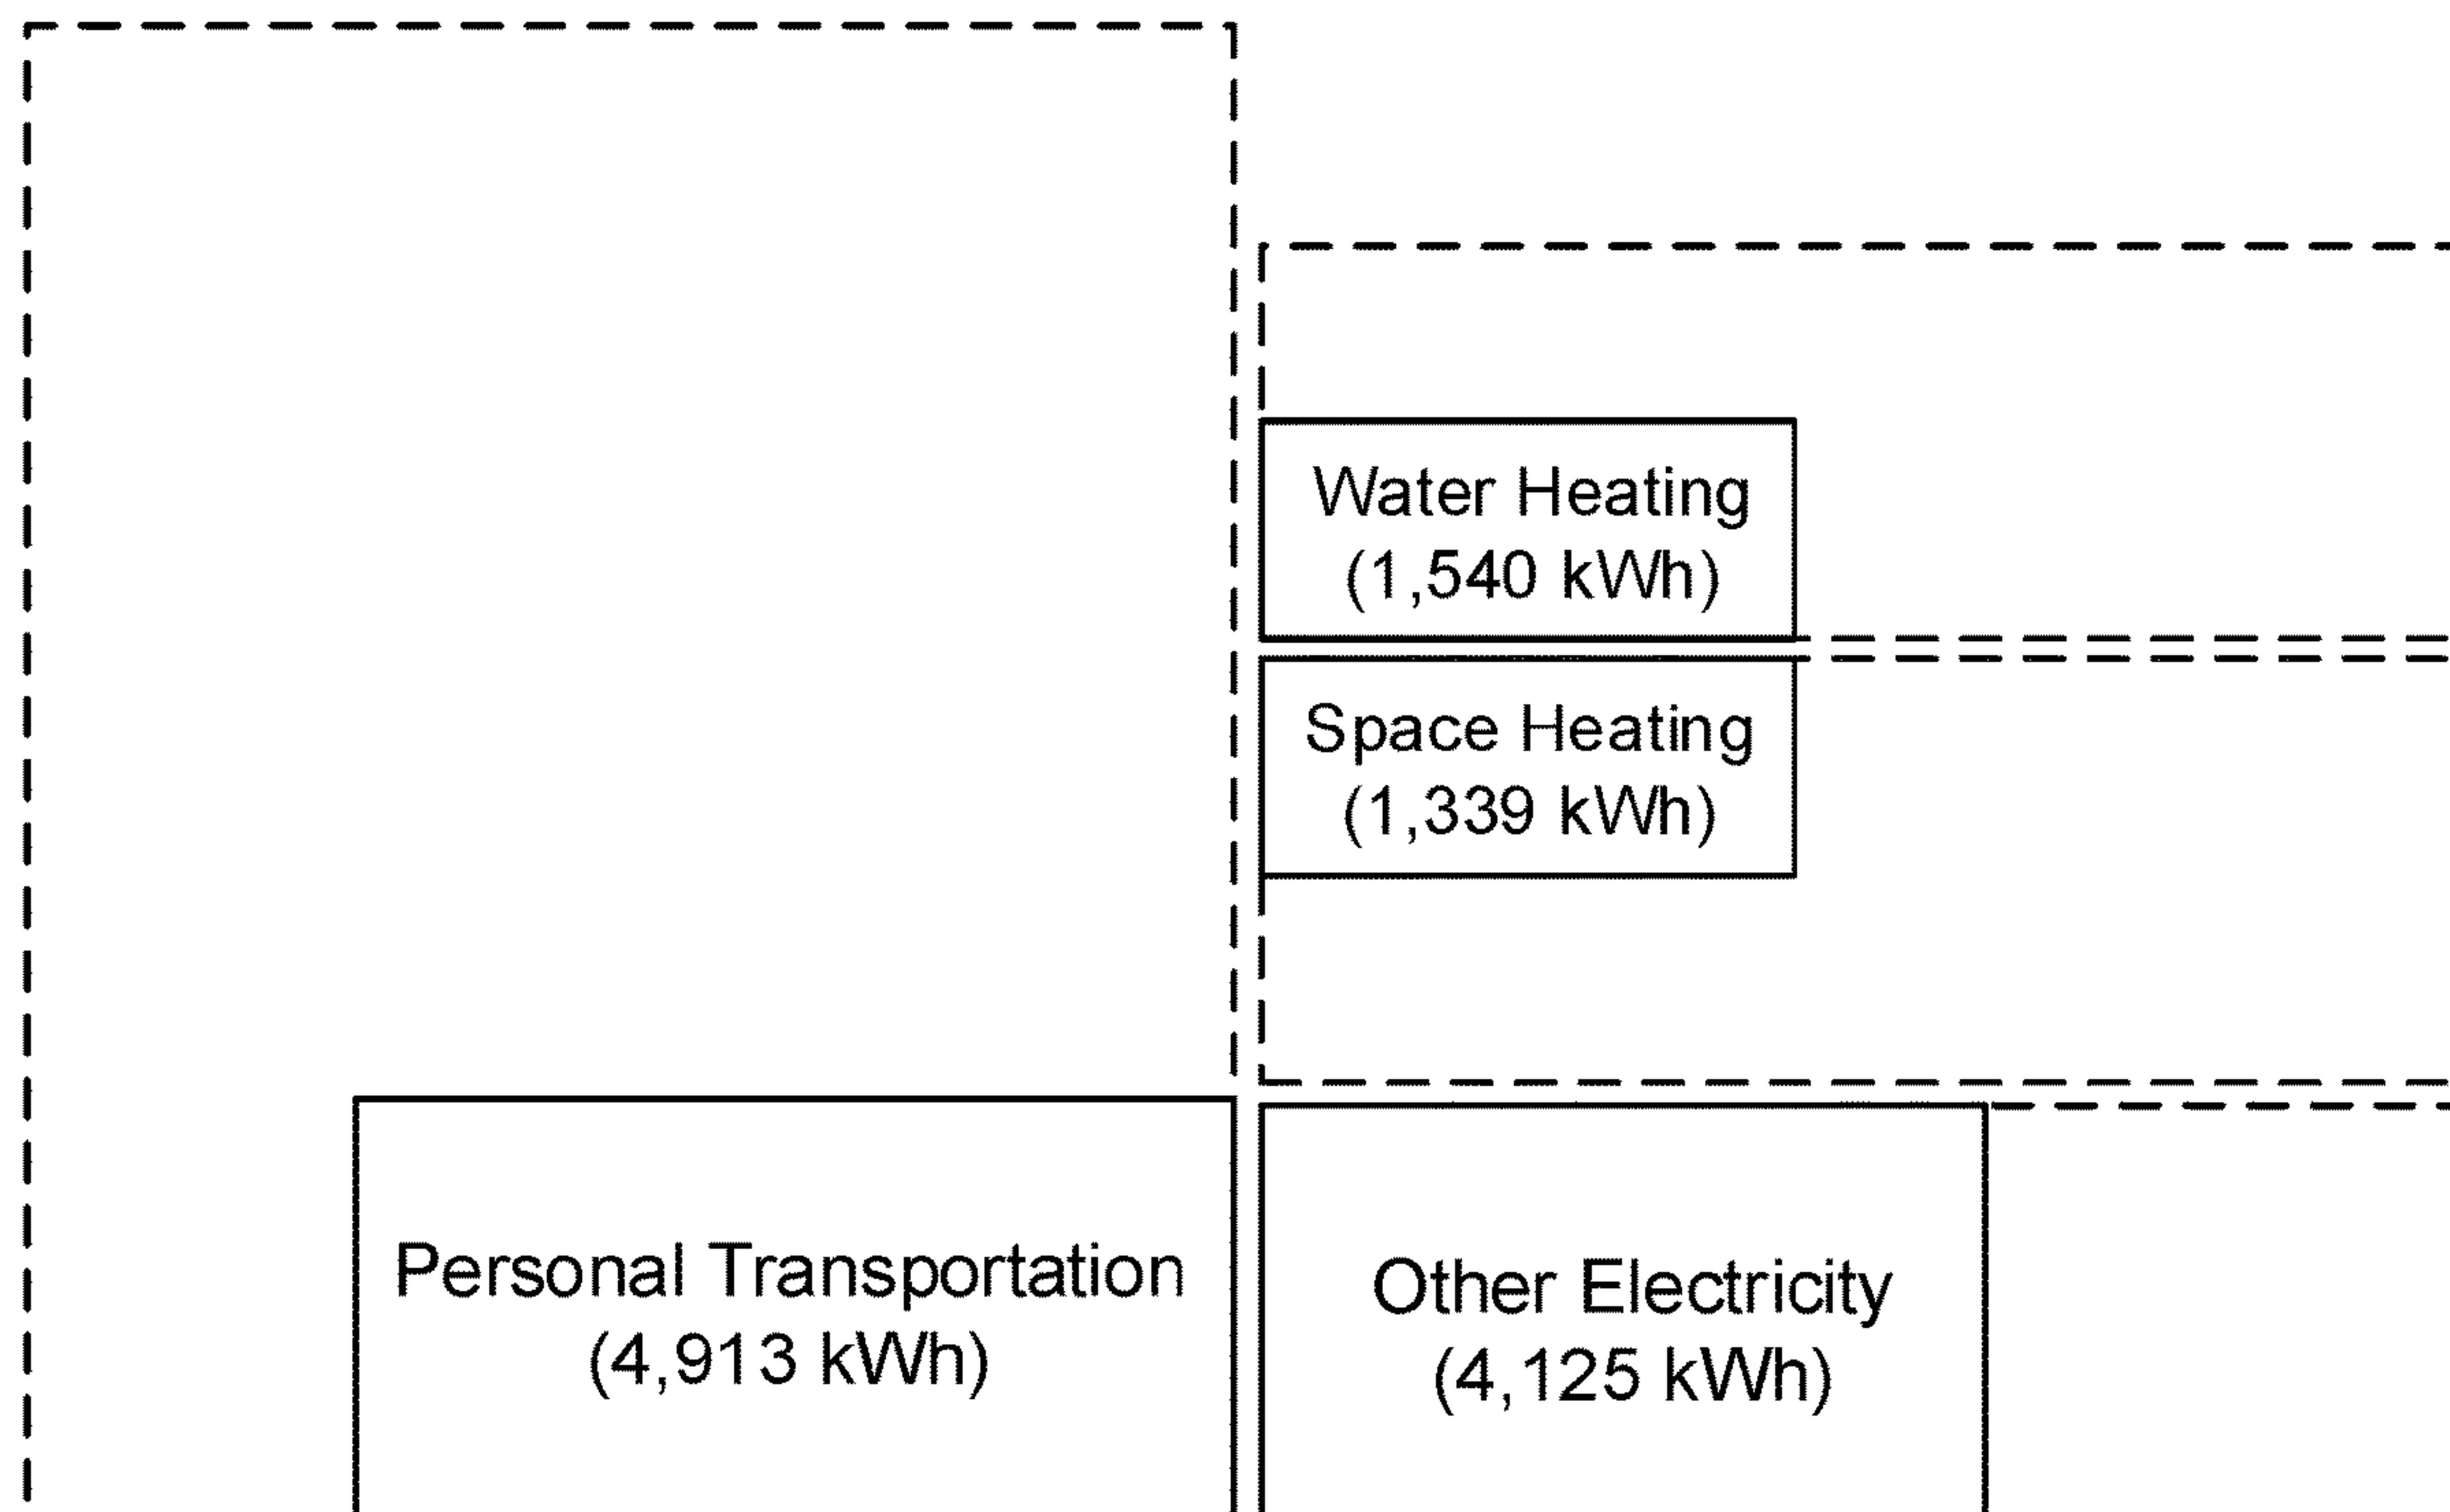 Water Heating
(1,540 kWh)
Space Heating
(1,339 kWh)
Personal Transportation
(4,913 kWh)
Other Electricity
(4,125 kWh)